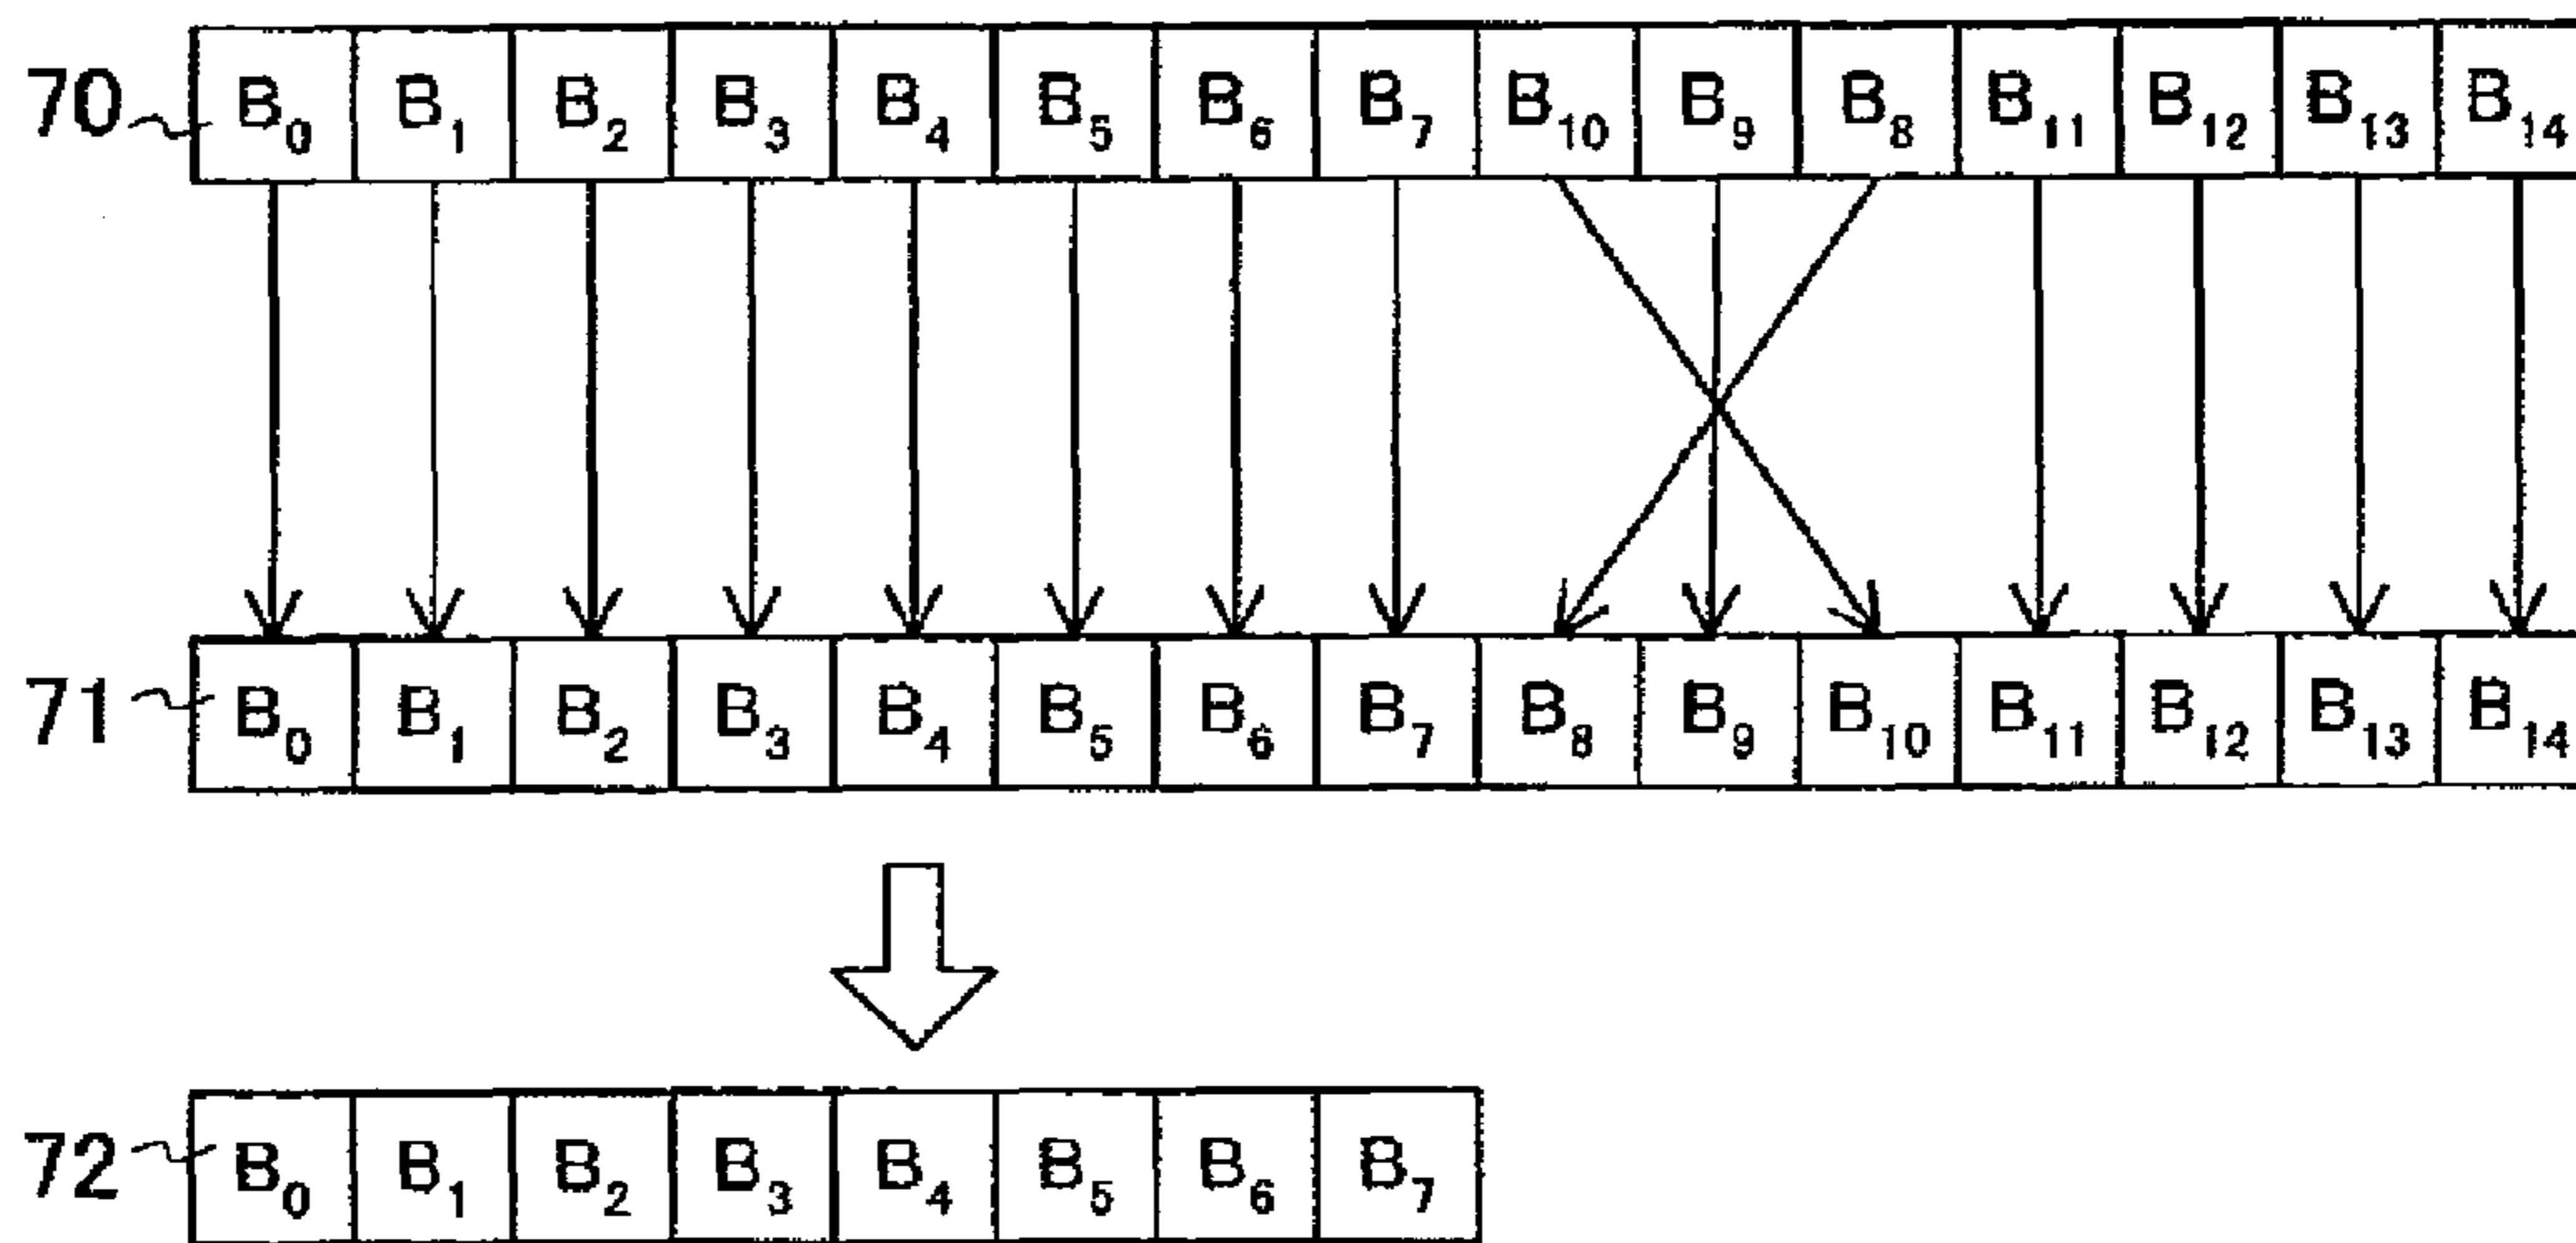 70 B₀ B₁ B₂ B₃ B₄ B₅ B₆ B₇ B₁₀ B₉ B₈ B₁₁ B₁₂ B₁₃ B₁₄
71 B₀ B₁ B₂ B₃ B₄ B₅ B₆ B₇ B₈ B₉ B₁₀ B₁₁ B₁₂ B₁₃ B₁₄
72 B₀ B₁ B₂ B₃ B₄ B₅ B₆ B₇